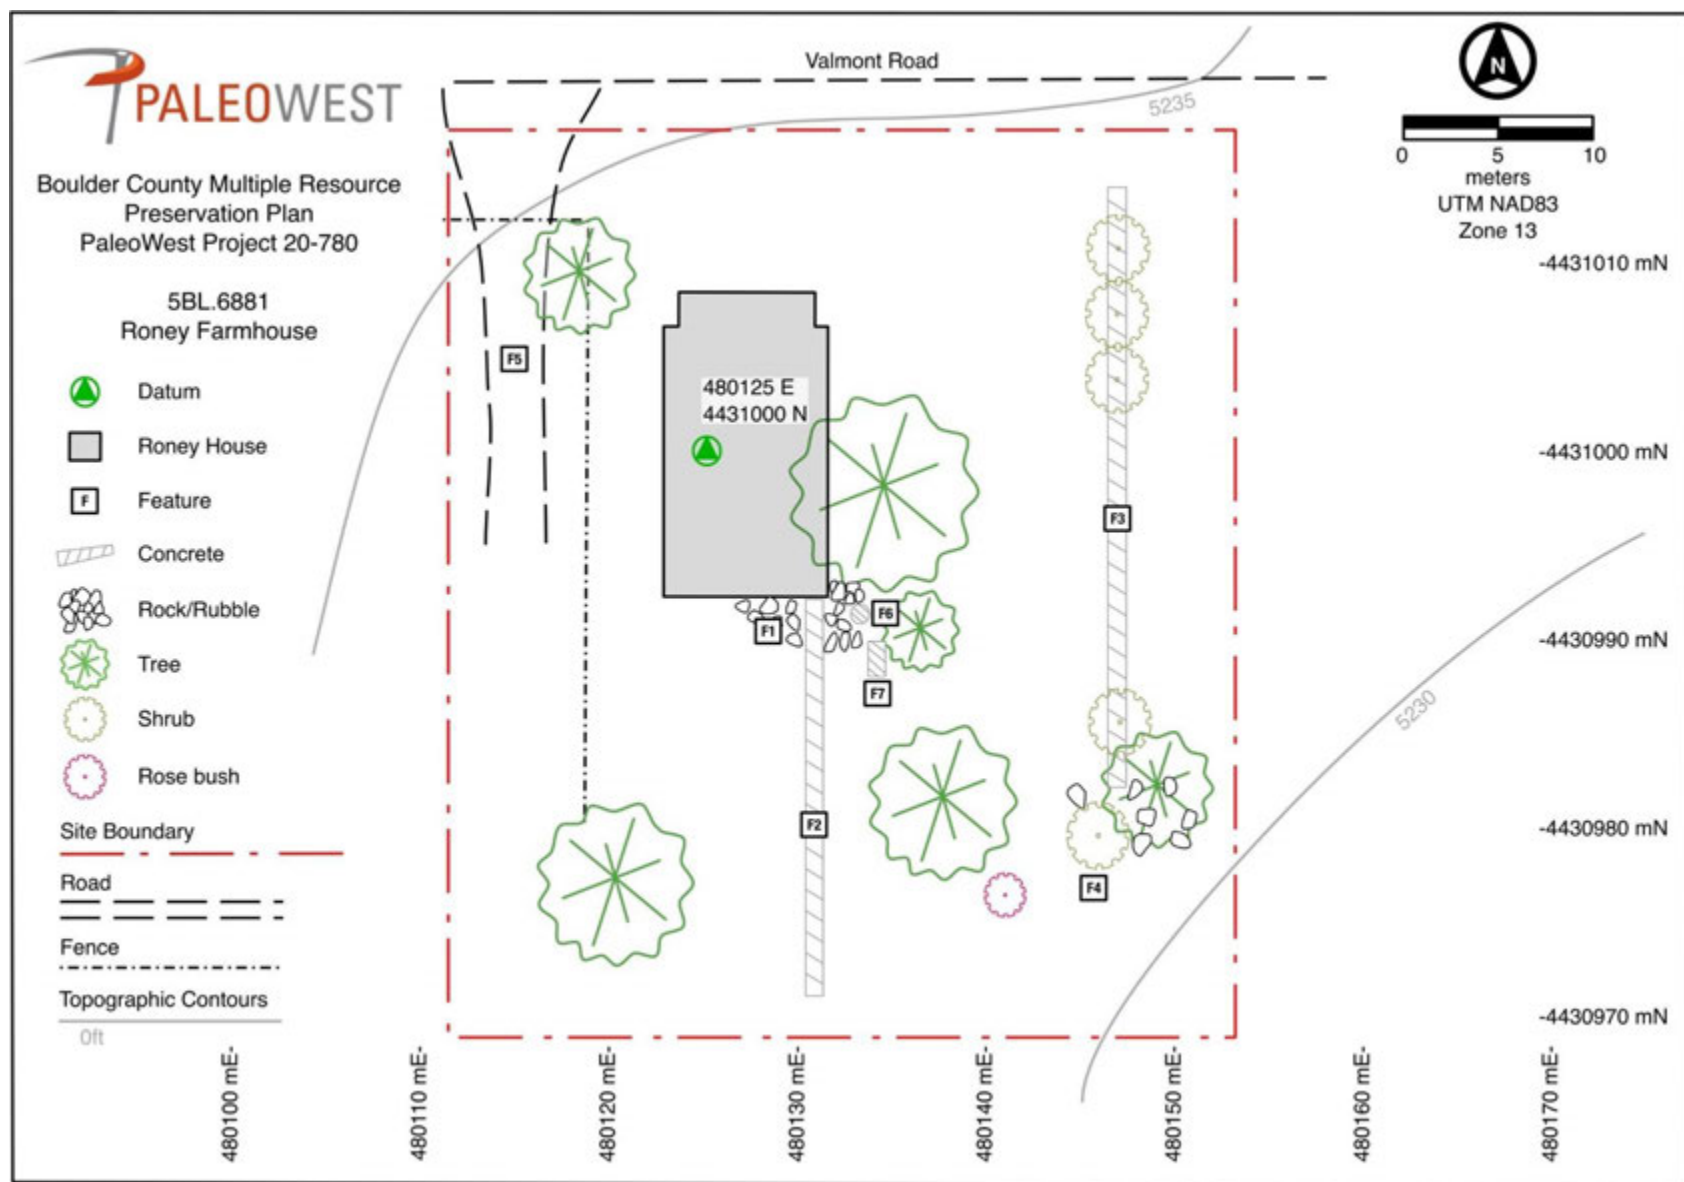 PALEOWEST
Boulder County Multiple Resource
Preservation Plan
PaleoWest Project 20-780
5BL.6881
Roney Farmhouse
Datum
Roney House
F
Feature
Concrete
Rock/Rubble
Tree
Shrub
Rose bush
Site Boundary
Road
Fence
Topographic Contours
0ft
Valmont Road
5235
N
0 5 10
meters
UTM NAD83
Zone 13
-4431010 mN
-4431000 mN
-4430990 mN
-4430980 mN
-4430970 mN
F5
480125 E
4431000 N
F3
F6
F1
F7
5230
F2
F4
480100 mE-
480110 mE-
480120 mE-
480130 mE-
480140 mE-
480150 mE-
480160 mE-
480170 mE-